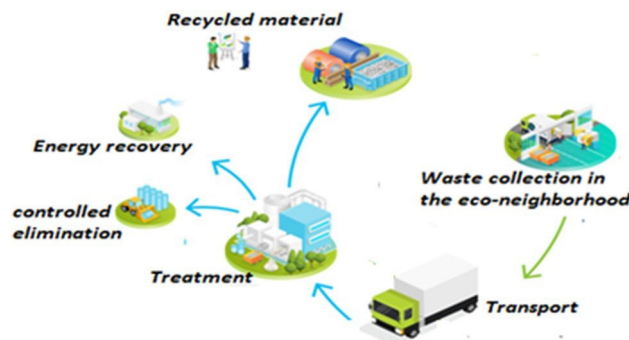 Recycled material
Energy recovery
Waste collection in
the eco-neighborhood
controlled
elimination
Treatment
Transport